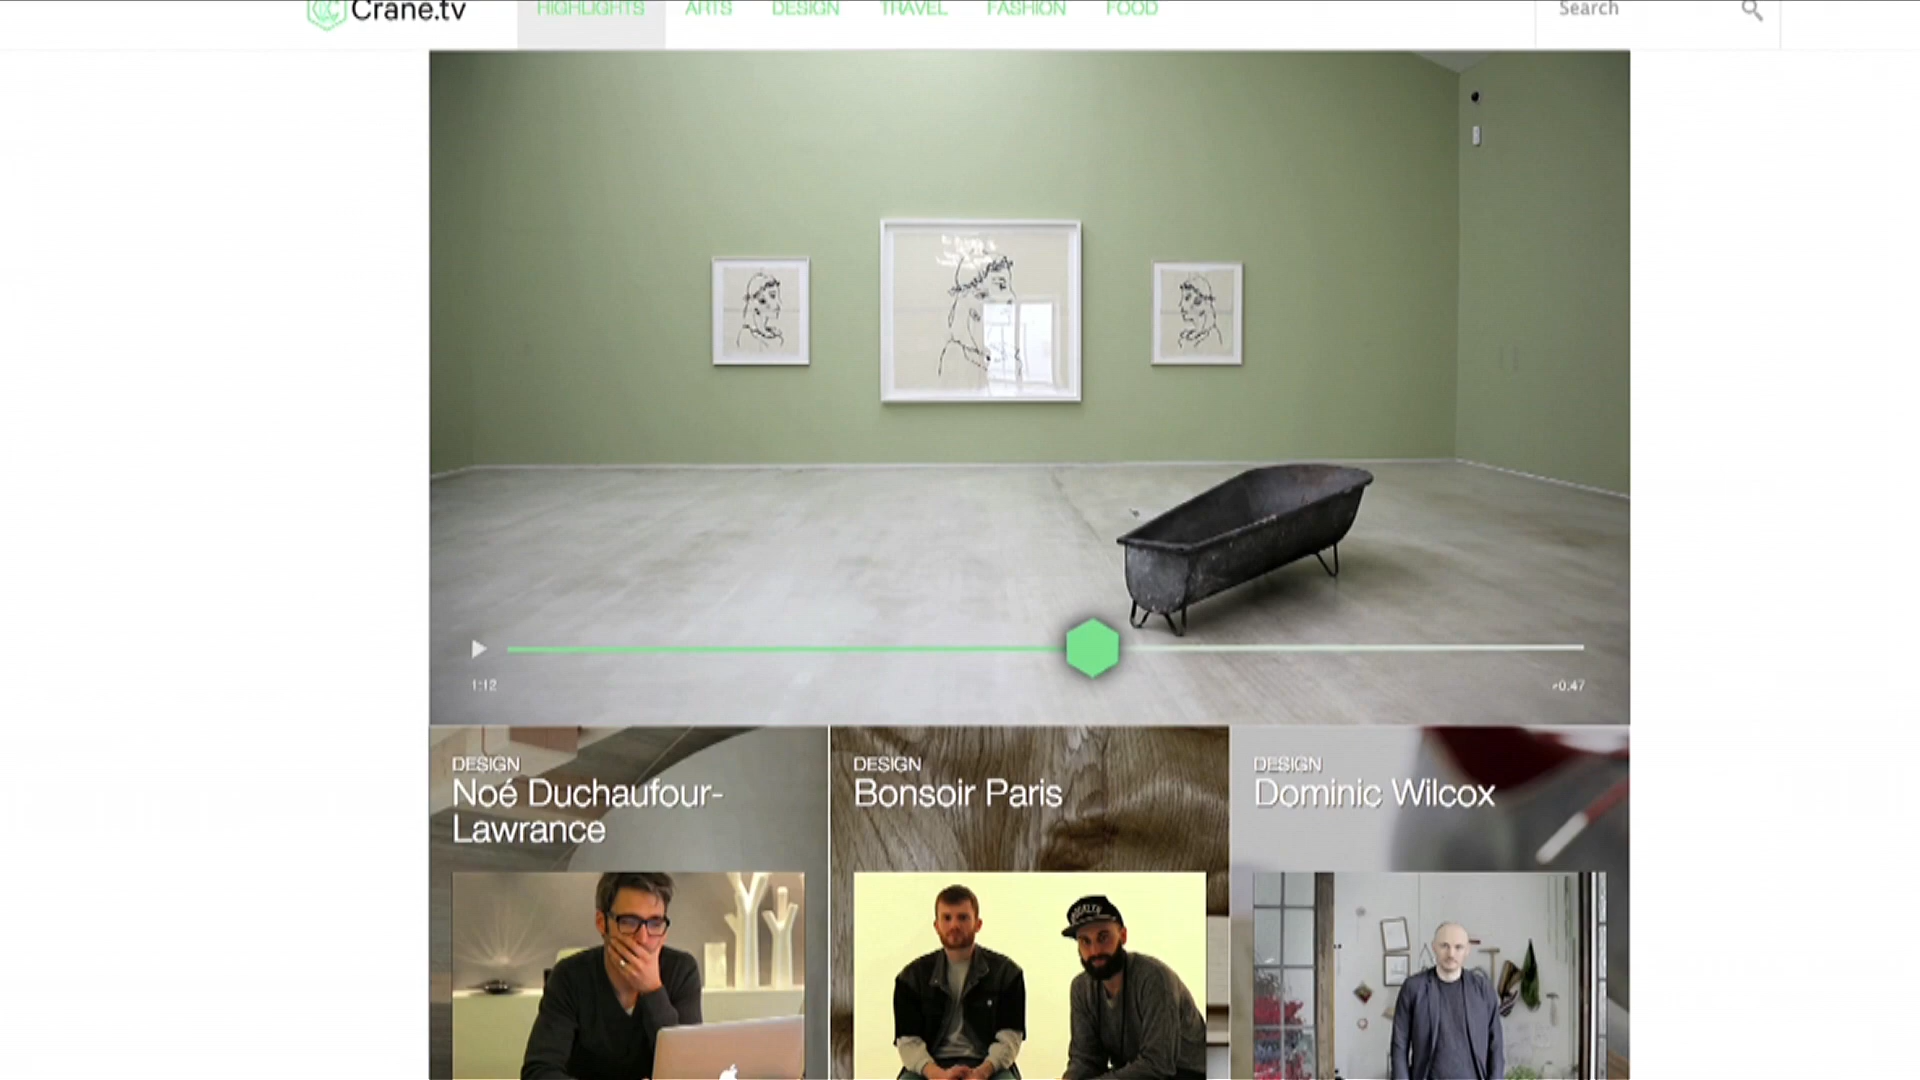 Crane.tv
HIGHLIGHTS ARTS DESIGN TRAVEL FASHION FOOD
Search
1:12
-0:47
DESIGN
Noé Duchaufour-
Lawrance
DESIGN
Bonsoir Paris
DESIGN
Dominic Wilcox